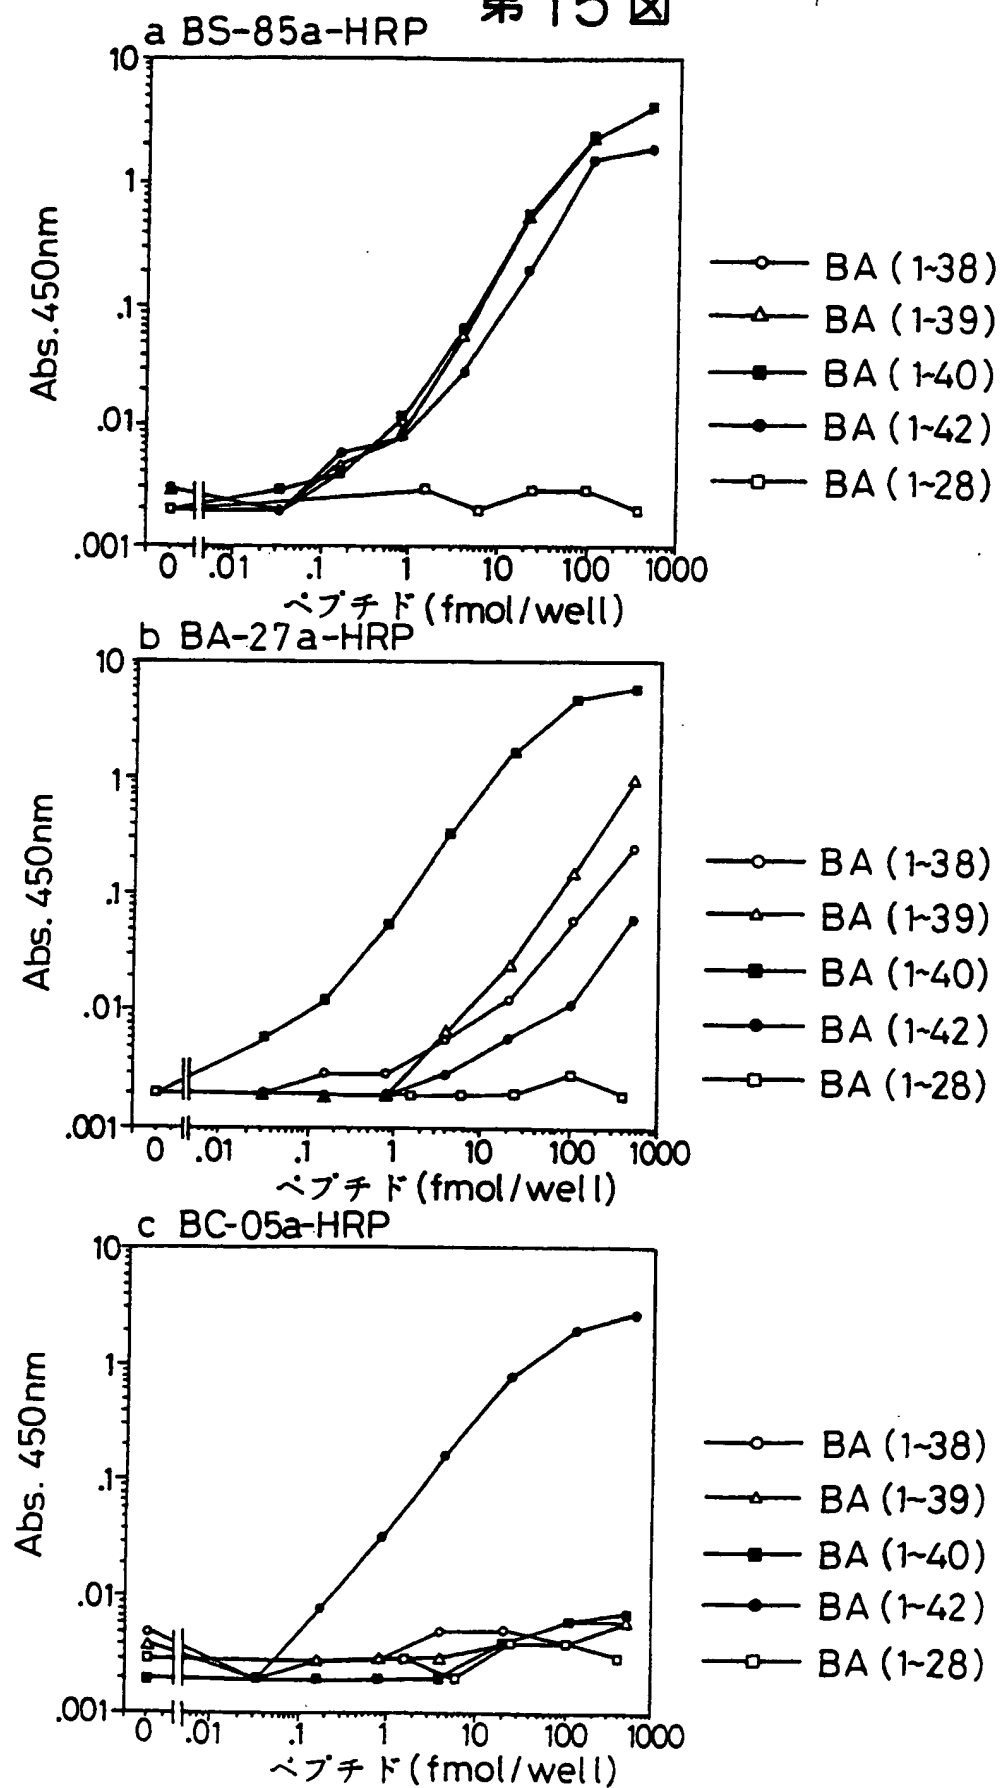 第15図
a BS-85a-HRP
10
1
.1
.01
.001
Abs. 450nm
0 .01 .1 1 10 100 1000
ペプチド (fmol/well)
BA (1~38)
BA (1~39)
BA (1~40)
BA (1~42)
BA (1~28)
b BA-27a-HRP
10
1
.1
.01
.001
Abs. 450nm
0 .01 .1 1 10 100 1000
ペプチド (fmol/well)
BA (1~38)
BA (1~39)
BA (1~40)
BA (1~42)
BA (1~28)
c BC-05a-HRP
10
1
.1
.01
.001
Abs. 450nm
0 .01 .1 1 10 100 1000
ペプチド (fmol/well)
BA (1~38)
BA (1~39)
BA (1~40)
BA (1~42)
BA (1~28)